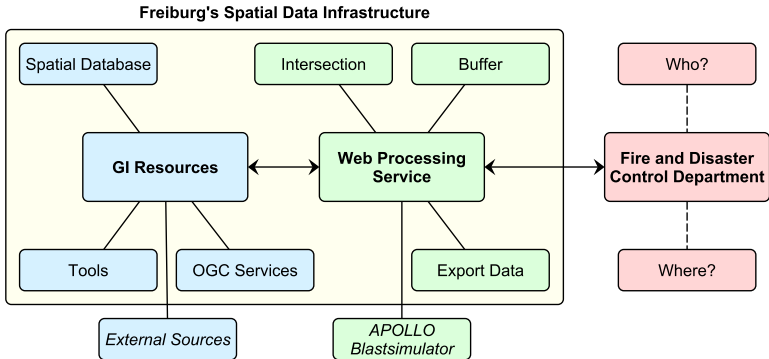 Freiburg's Spatial Data Infrastructure
Spatial Database
Intersection
Buffer
Who?
GI Resources
Web Processing
Service
Fire and Disaster
Control Department
Tools
OGC Services
Export Data
Where?
External Sources
APOLLO
Blastsimulator